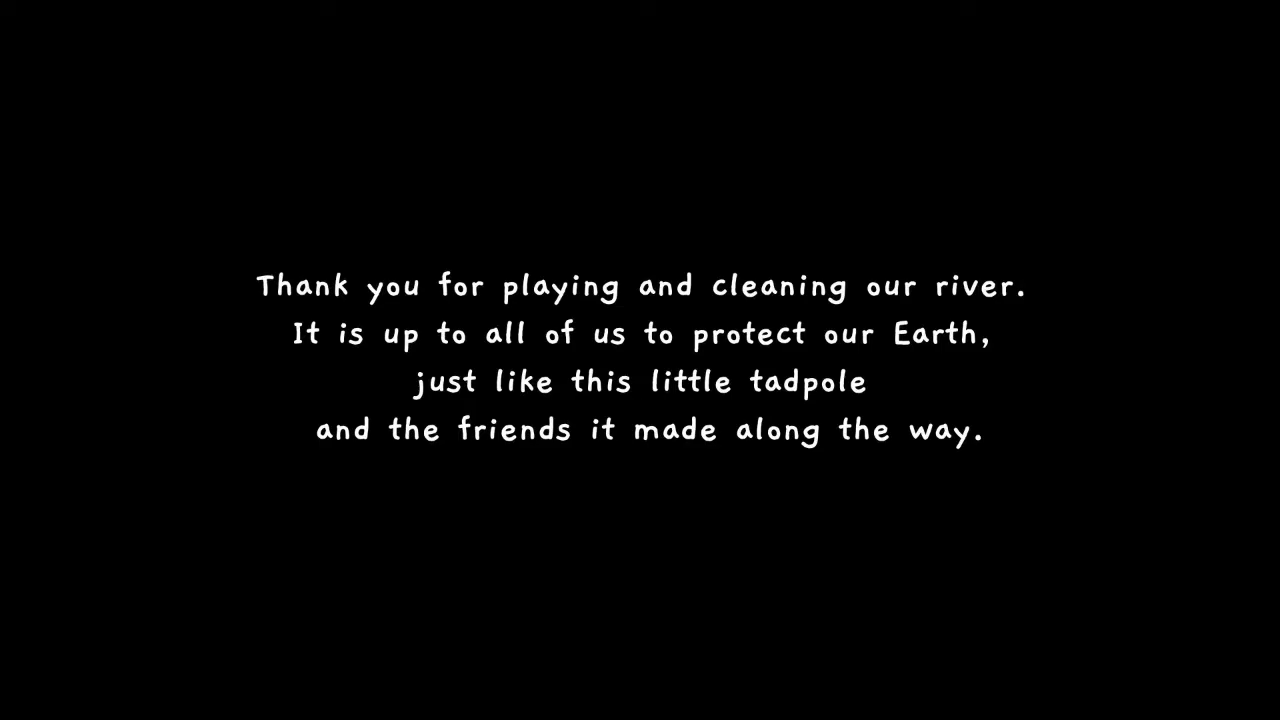 Thank you for playing and cleaning our river.
It is up to all of us to protect our Earth,
just like this little tadpole
and the friends it made along the way.